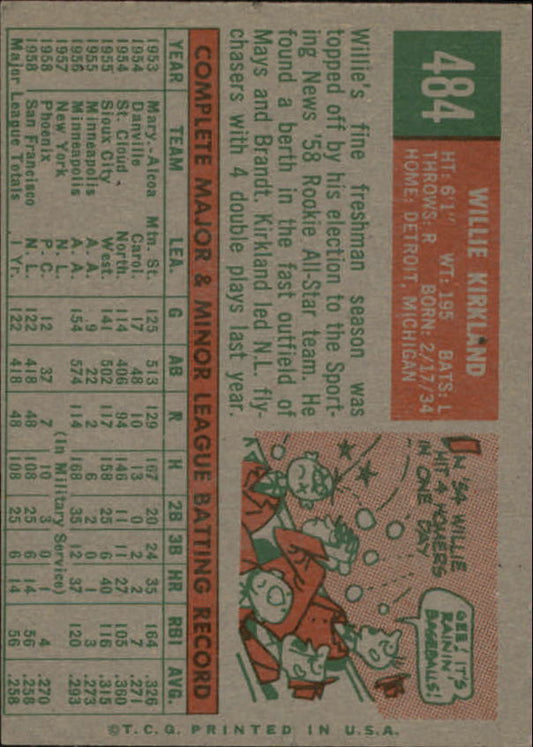 484
WILLIE KIRKLAND
HT: 6'1" WT: 195 BATS: L
THROWS: R BORN: 2/17/34
HOME: DETROIT, MICHIGAN
Willie's fine freshman season was
topped off by his election to the Sport-
ing News '58 Rookie All-Star team. He
found a berth in the fast outfield of
Mays and Brandt. Kirkland led N.L. fly-
chasers with 4 double plays last year.
IN '54 WILLIE
HIT 4 HOMERS
IN ONE DAY
GEE! IT'S
RAININ'
BASEBALLS!
COMPLETE MAJOR & MINOR LEAGUE BATTING RECORD
YEAR TEAM LEA. G AB R H 2B 3B HR RBI AVG.
1953 Mary.-Alcoa Mtn. St. 125 513 129 167 20 24 35 164 .326
1954 Danville Carol. 17 48 10 13 0 2 2 7 .271
1954 St. Cloud North. 114 406 94 146 11 11 27 105 .360
1955 Sioux City West. 141 502 117 158 25 6 40 116 .315
1955 Minneapolis A. A. 9 22 2 6 2 0 1 3 .273
1956 Minneapolis A. A. 154 574 114 168 35 12 37 120 .293
1957 New York N. L. (In Military Service)
1958 Phoenix P. C. 12 37 7 10 3 0 1 4 .270
1958 San Francisco N. L. 122 418 48 108 25 6 14 56 .258
Major League Totals 1 Yr. 122 418 48 108 25 6 14 56 .258
©T.C.G. PRINTED IN U.S.A.